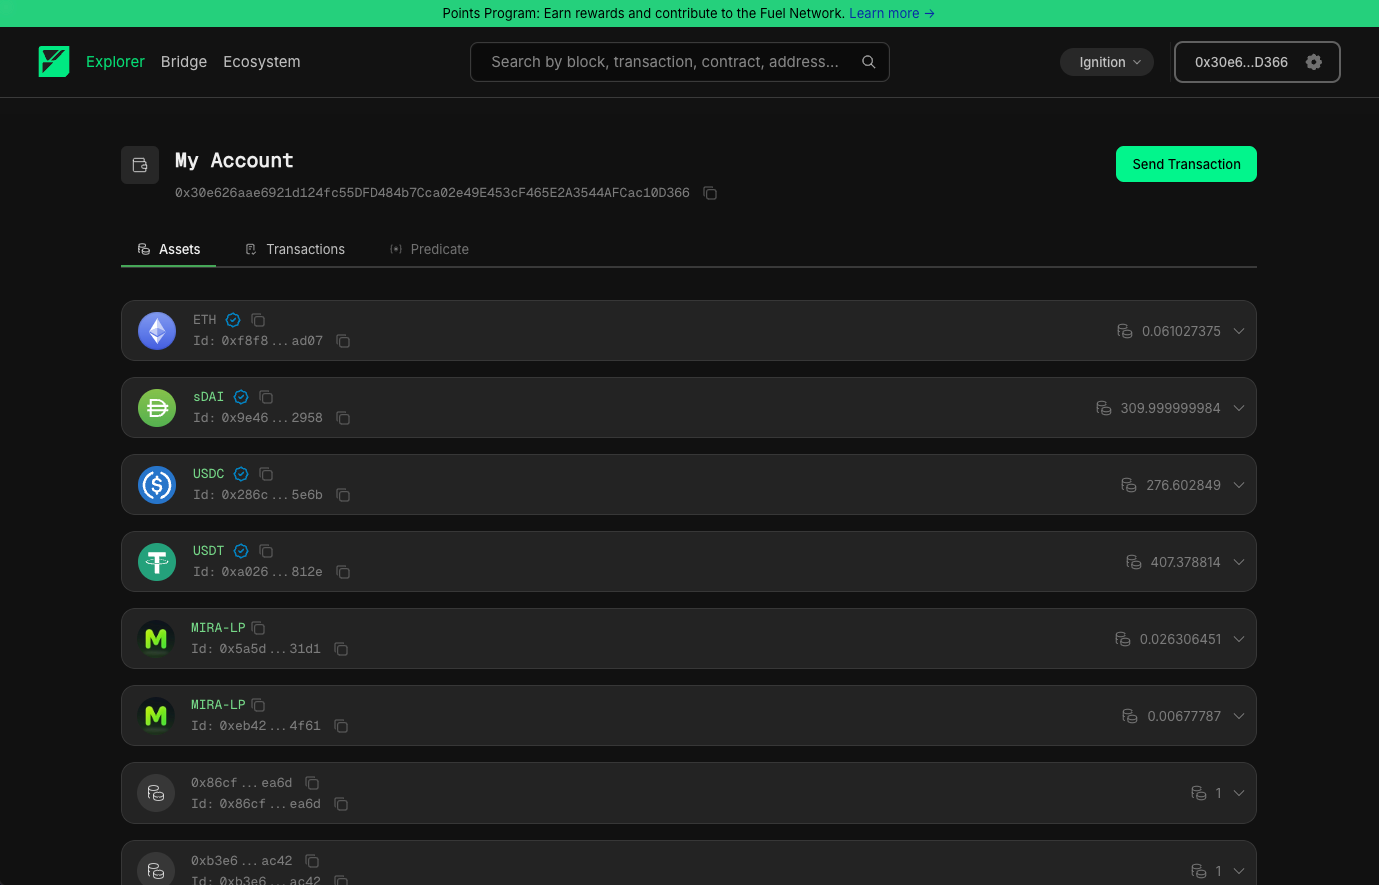 Points Program: Earn rewards and contribute to the Fuel Network. Learn more →
Explorer Bridge Ecosystem
Search by block, transaction, contract, address...
Ignition
0x30e6...D366
My Account
0x30e626aae6921d124fc55DFD484b7Cca02e49E453cF465E2A3544AFCac10D366
Send Transaction
Assets Transactions Predicate
ETH
Id: 0xf8f8...ad07
0.061027375
sDAI
Id: 0x9e46...2958
309.999999984
USDC
Id: 0x286c...5e6b
276.602849
USDT
Id: 0xa026...812e
407.378814
MIRA-LP
Id: 0x5a5d...31d1
0.026306451
MIRA-LP
Id: 0xeb42...4f61
0.00677787
0x86cf...ea6d
Id: 0x86cf...ea6d
1
0xb3e6...ac42
Id: 0xb3e6...ac42
1